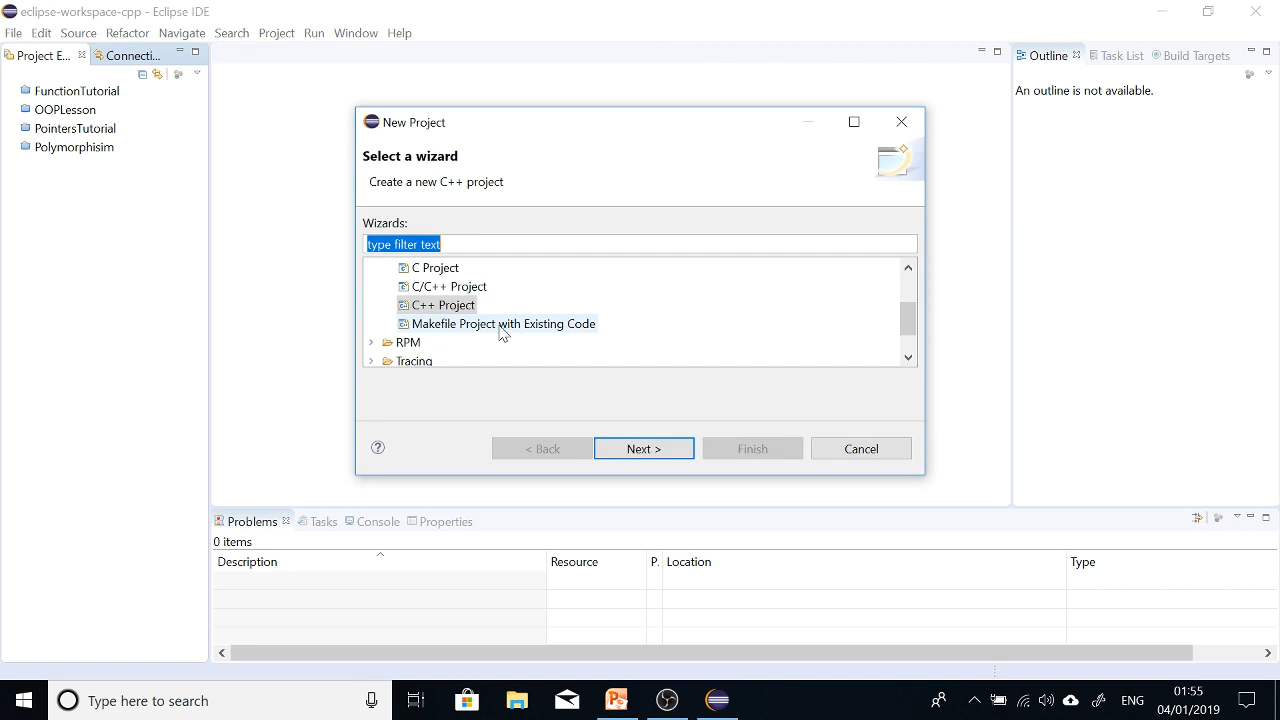 eclipse-workspace-cpp - Eclipse IDE
File Edit Source Refactor Navigate Search Project Run Window Help
Project E... Connecti...
Outline Task List Build Targets
FunctionTutorial
OOPLesson
PointersTutorial
Polymorphisim
An outline is not available.
New Project
Select a wizard
Create a new C++ project
Wizards:
type filter text
C Project
C/C++ Project
C++ Project
Makefile Project with Existing Code
RPM
Tracing
< Back Next > Finish Cancel
Problems Tasks Console Properties
0 items
Description Resource P. Location Type
Type here to search
ENG
01:55
04/01/2019